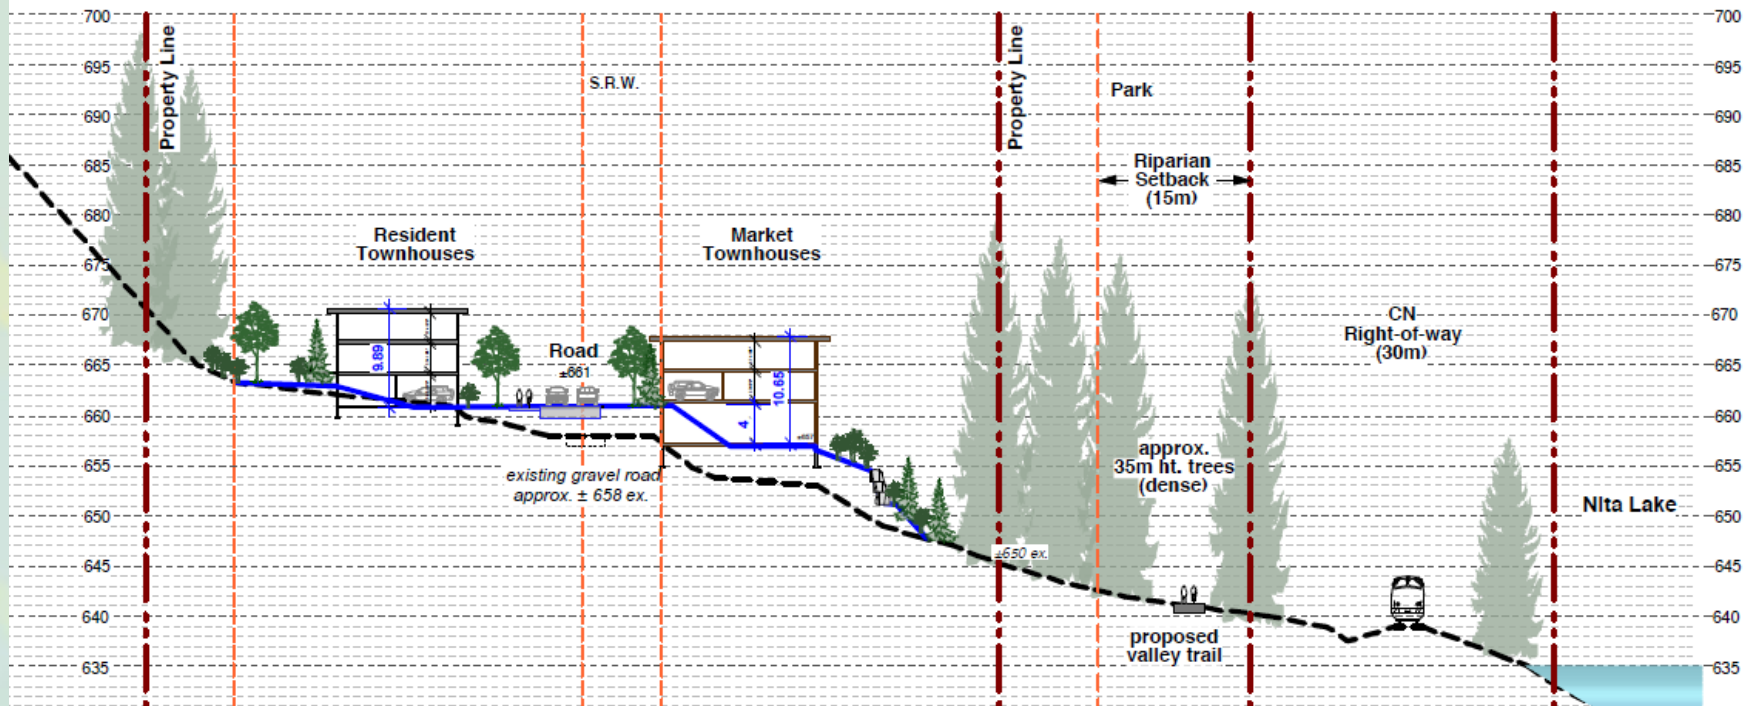 700
695
690
685
680
675
670
665
660
655
650
645
640
635
Property Line
S.R.W.
Property Line
Park
Riparian
Setback
(15m)
Resident
Townhouses
Market
Townhouses
9.89
Road
±661
10.65
4
existing gravel road
approx. ± 658 ex.
±650 ex.
approx.
35m ht. trees
(dense)
proposed
valley trail
CN
Right-of-way
(30m)
Nita Lake
700
695
690
685
680
675
670
665
660
655
650
645
640
635